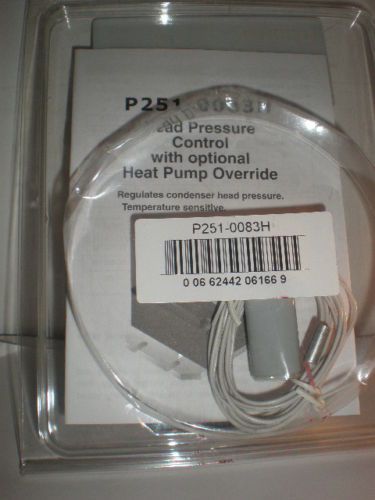 P251-0083H
Head Pressure
Control
with optional
Heat Pump Override
Regulates condenser head pressure.
Temperature sensitive.
P251-0083H
0 06 62442 06166 9